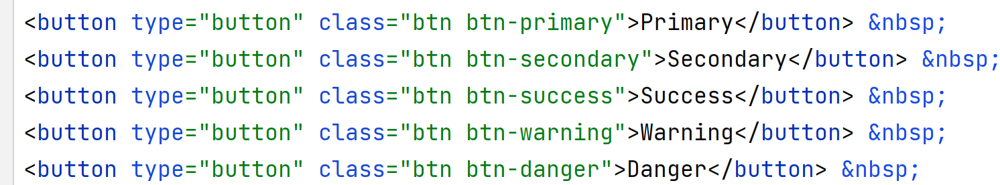 <button type="button" class="btn btn-primary">Primary</button> &nbsp;
<button type="button" class="btn btn-secondary">Secondary</button> &nbsp;
<button type="button" class="btn btn-success">Success</button> &nbsp;
<button type="button" class="btn btn-warning">Warning</button> &nbsp;
<button type="button" class="btn btn-danger">Danger</button> &nbsp;